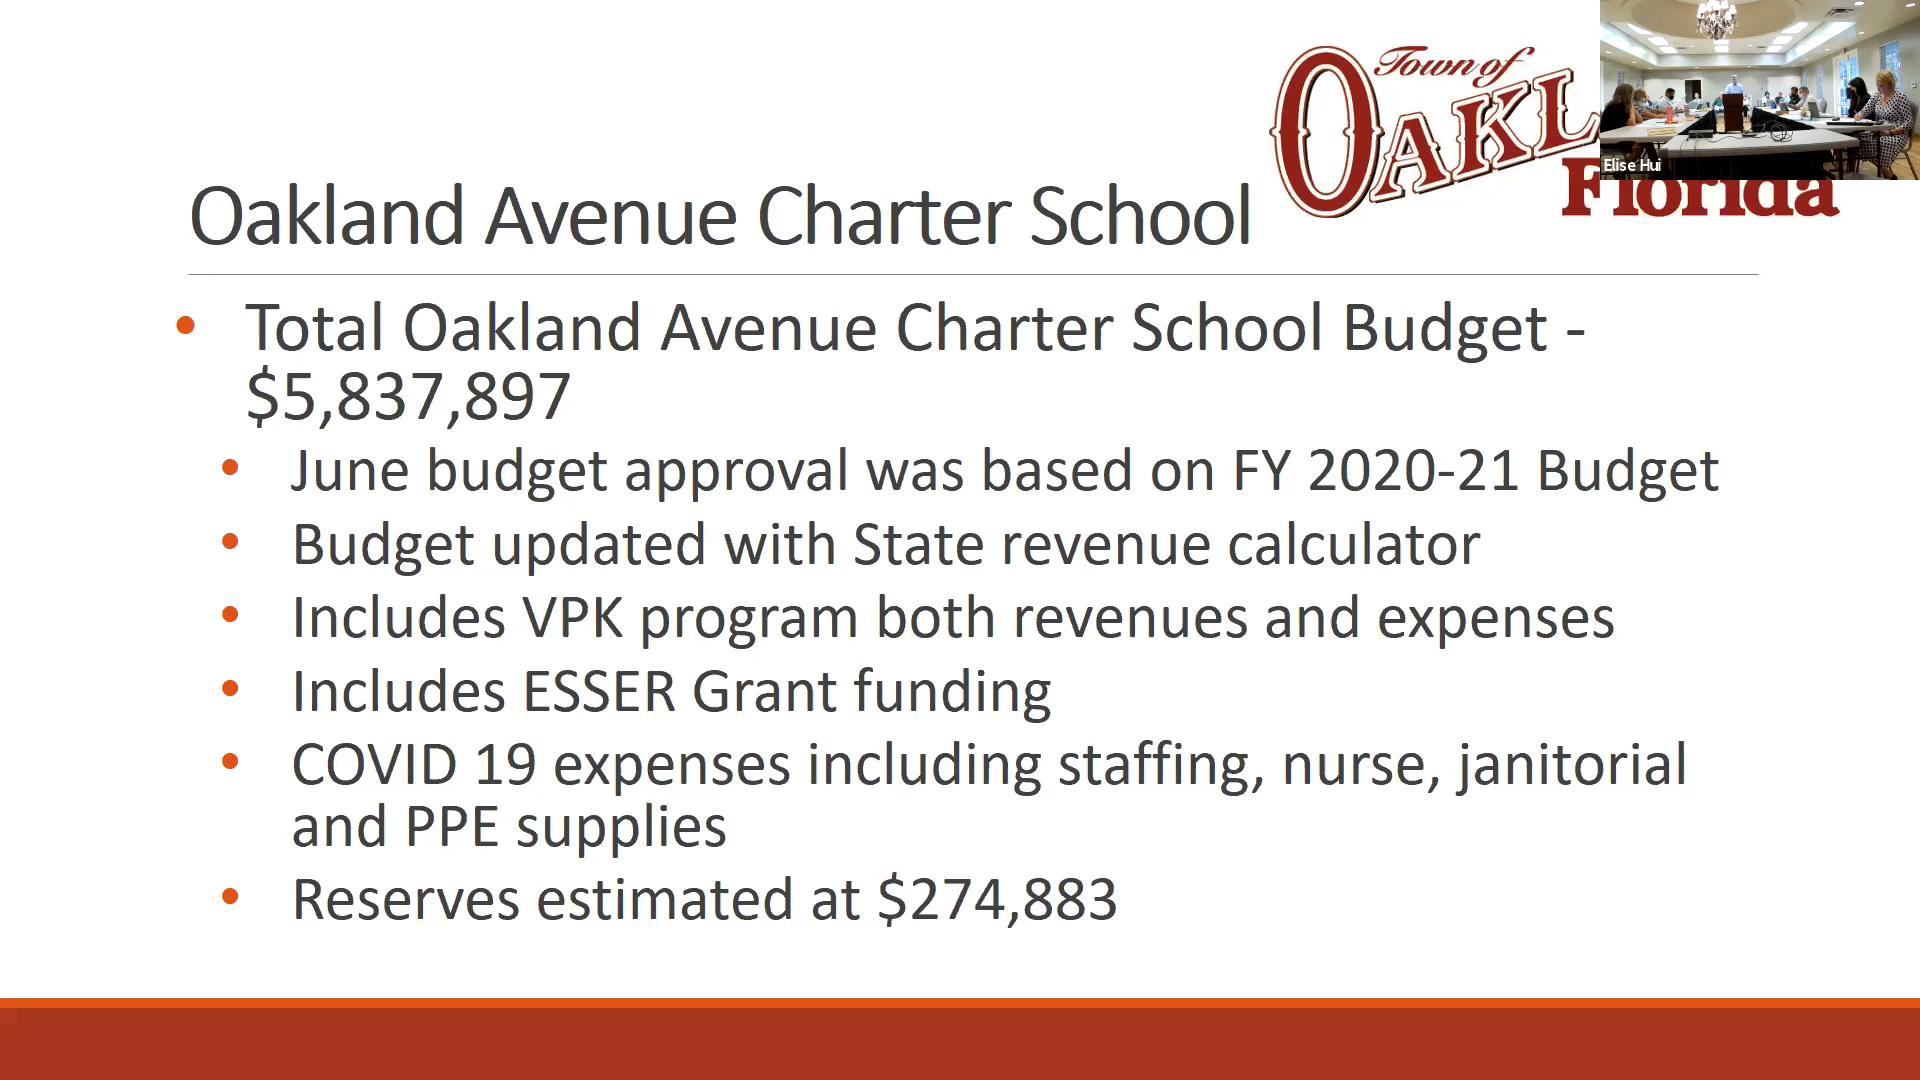 Town of
OAKL
Florida
Elise Hui
Oakland Avenue Charter School
• Total Oakland Avenue Charter School Budget -
$5,837,897
• June budget approval was based on FY 2020-21 Budget
• Budget updated with State revenue calculator
• Includes VPK program both revenues and expenses
• Includes ESSER Grant funding
• COVID 19 expenses including staffing, nurse, janitorial
and PPE supplies
• Reserves estimated at $274,883